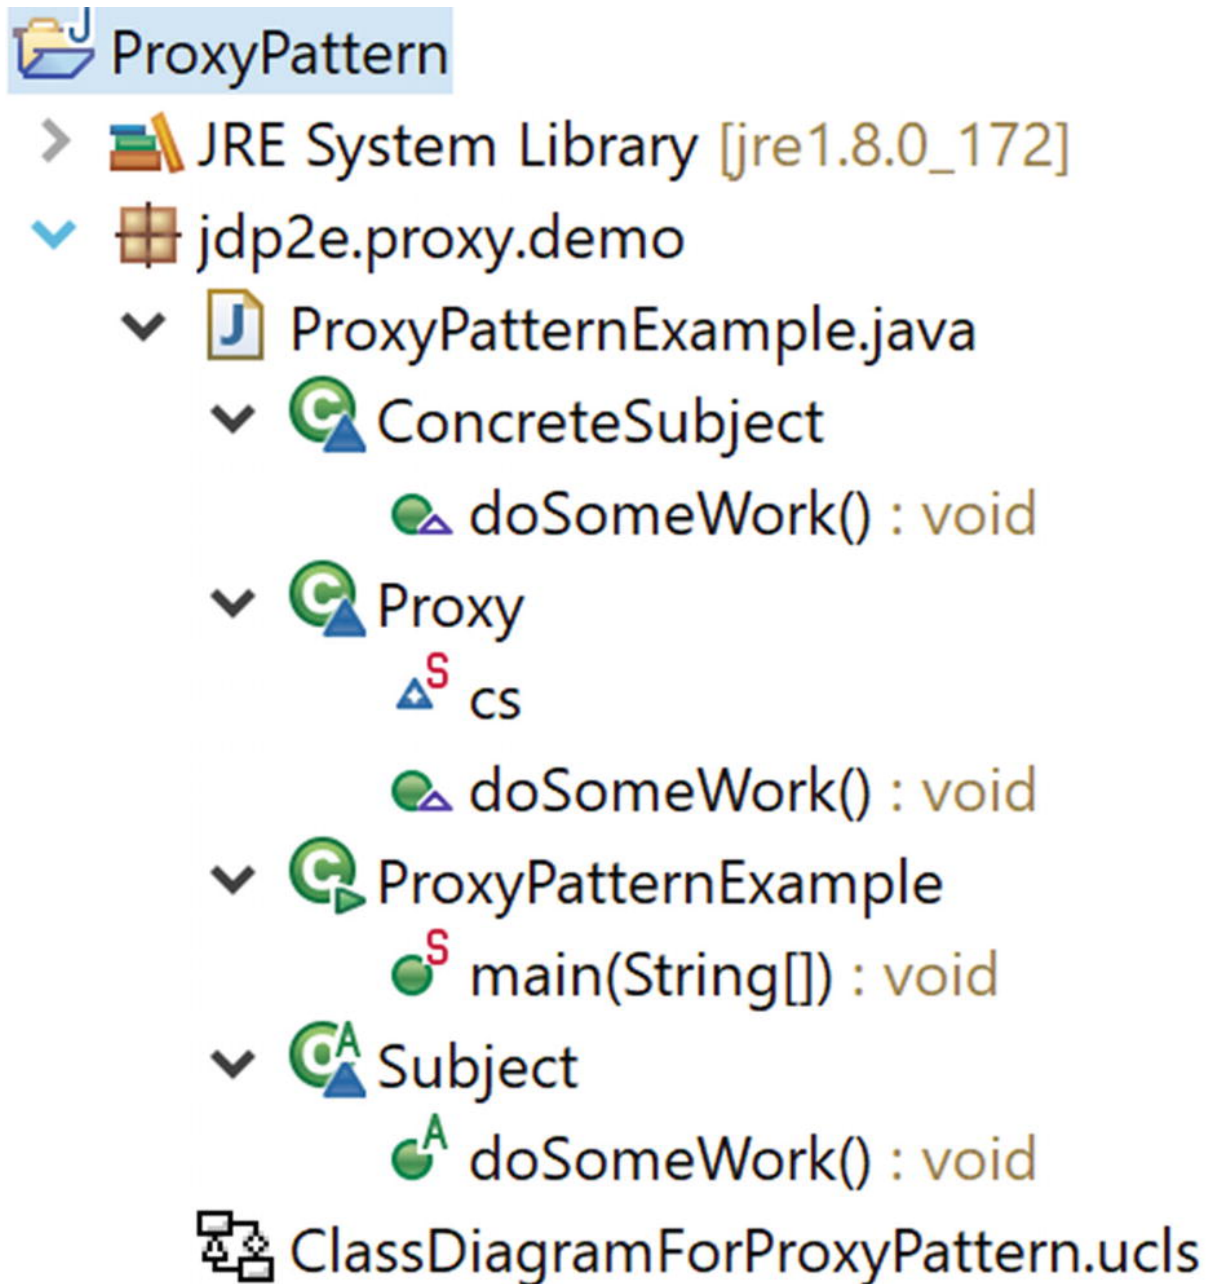 ProxyPattern
JRE System Library [jre1.8.0_172]
jdp2e.proxy.demo
ProxyPatternExample.java
ConcreteSubject
doSomeWork() : void
Proxy
cs
doSomeWork() : void
ProxyPatternExample
main(String[]) : void
Subject
doSomeWork() : void
ClassDiagramForProxyPattern.ucls